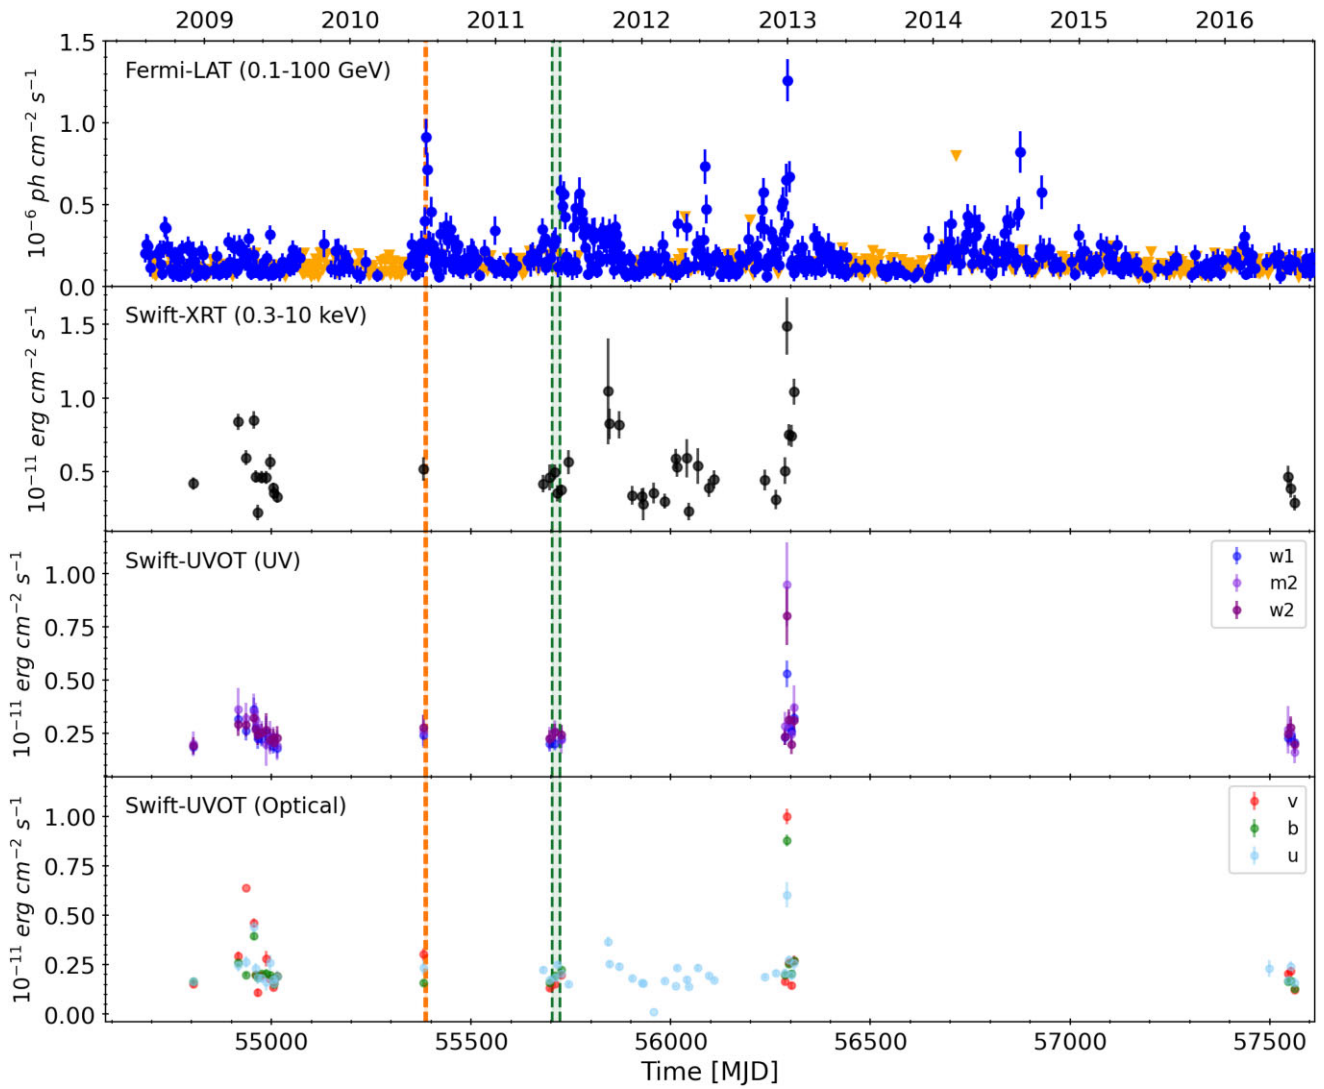 2009 2010 2011 2012 2013 2014 2015 2016
Fermi-LAT (0.1-100 GeV)
10⁻⁶ ph cm⁻² s⁻¹
1.5
1.0
0.5
0.0
Swift-XRT (0.3-10 keV)
10⁻¹¹ erg cm⁻² s⁻¹
1.5
1.0
0.5
Swift-UVOT (UV)
10⁻¹¹ erg cm⁻² s⁻¹
1.00
0.75
0.50
0.25
w1
m2
w2
Swift-UVOT (Optical)
10⁻¹¹ erg cm⁻² s⁻¹
1.00
0.75
0.50
0.25
0.00
v
b
u
55000 55500 56000 56500 57000 57500
Time [MJD]